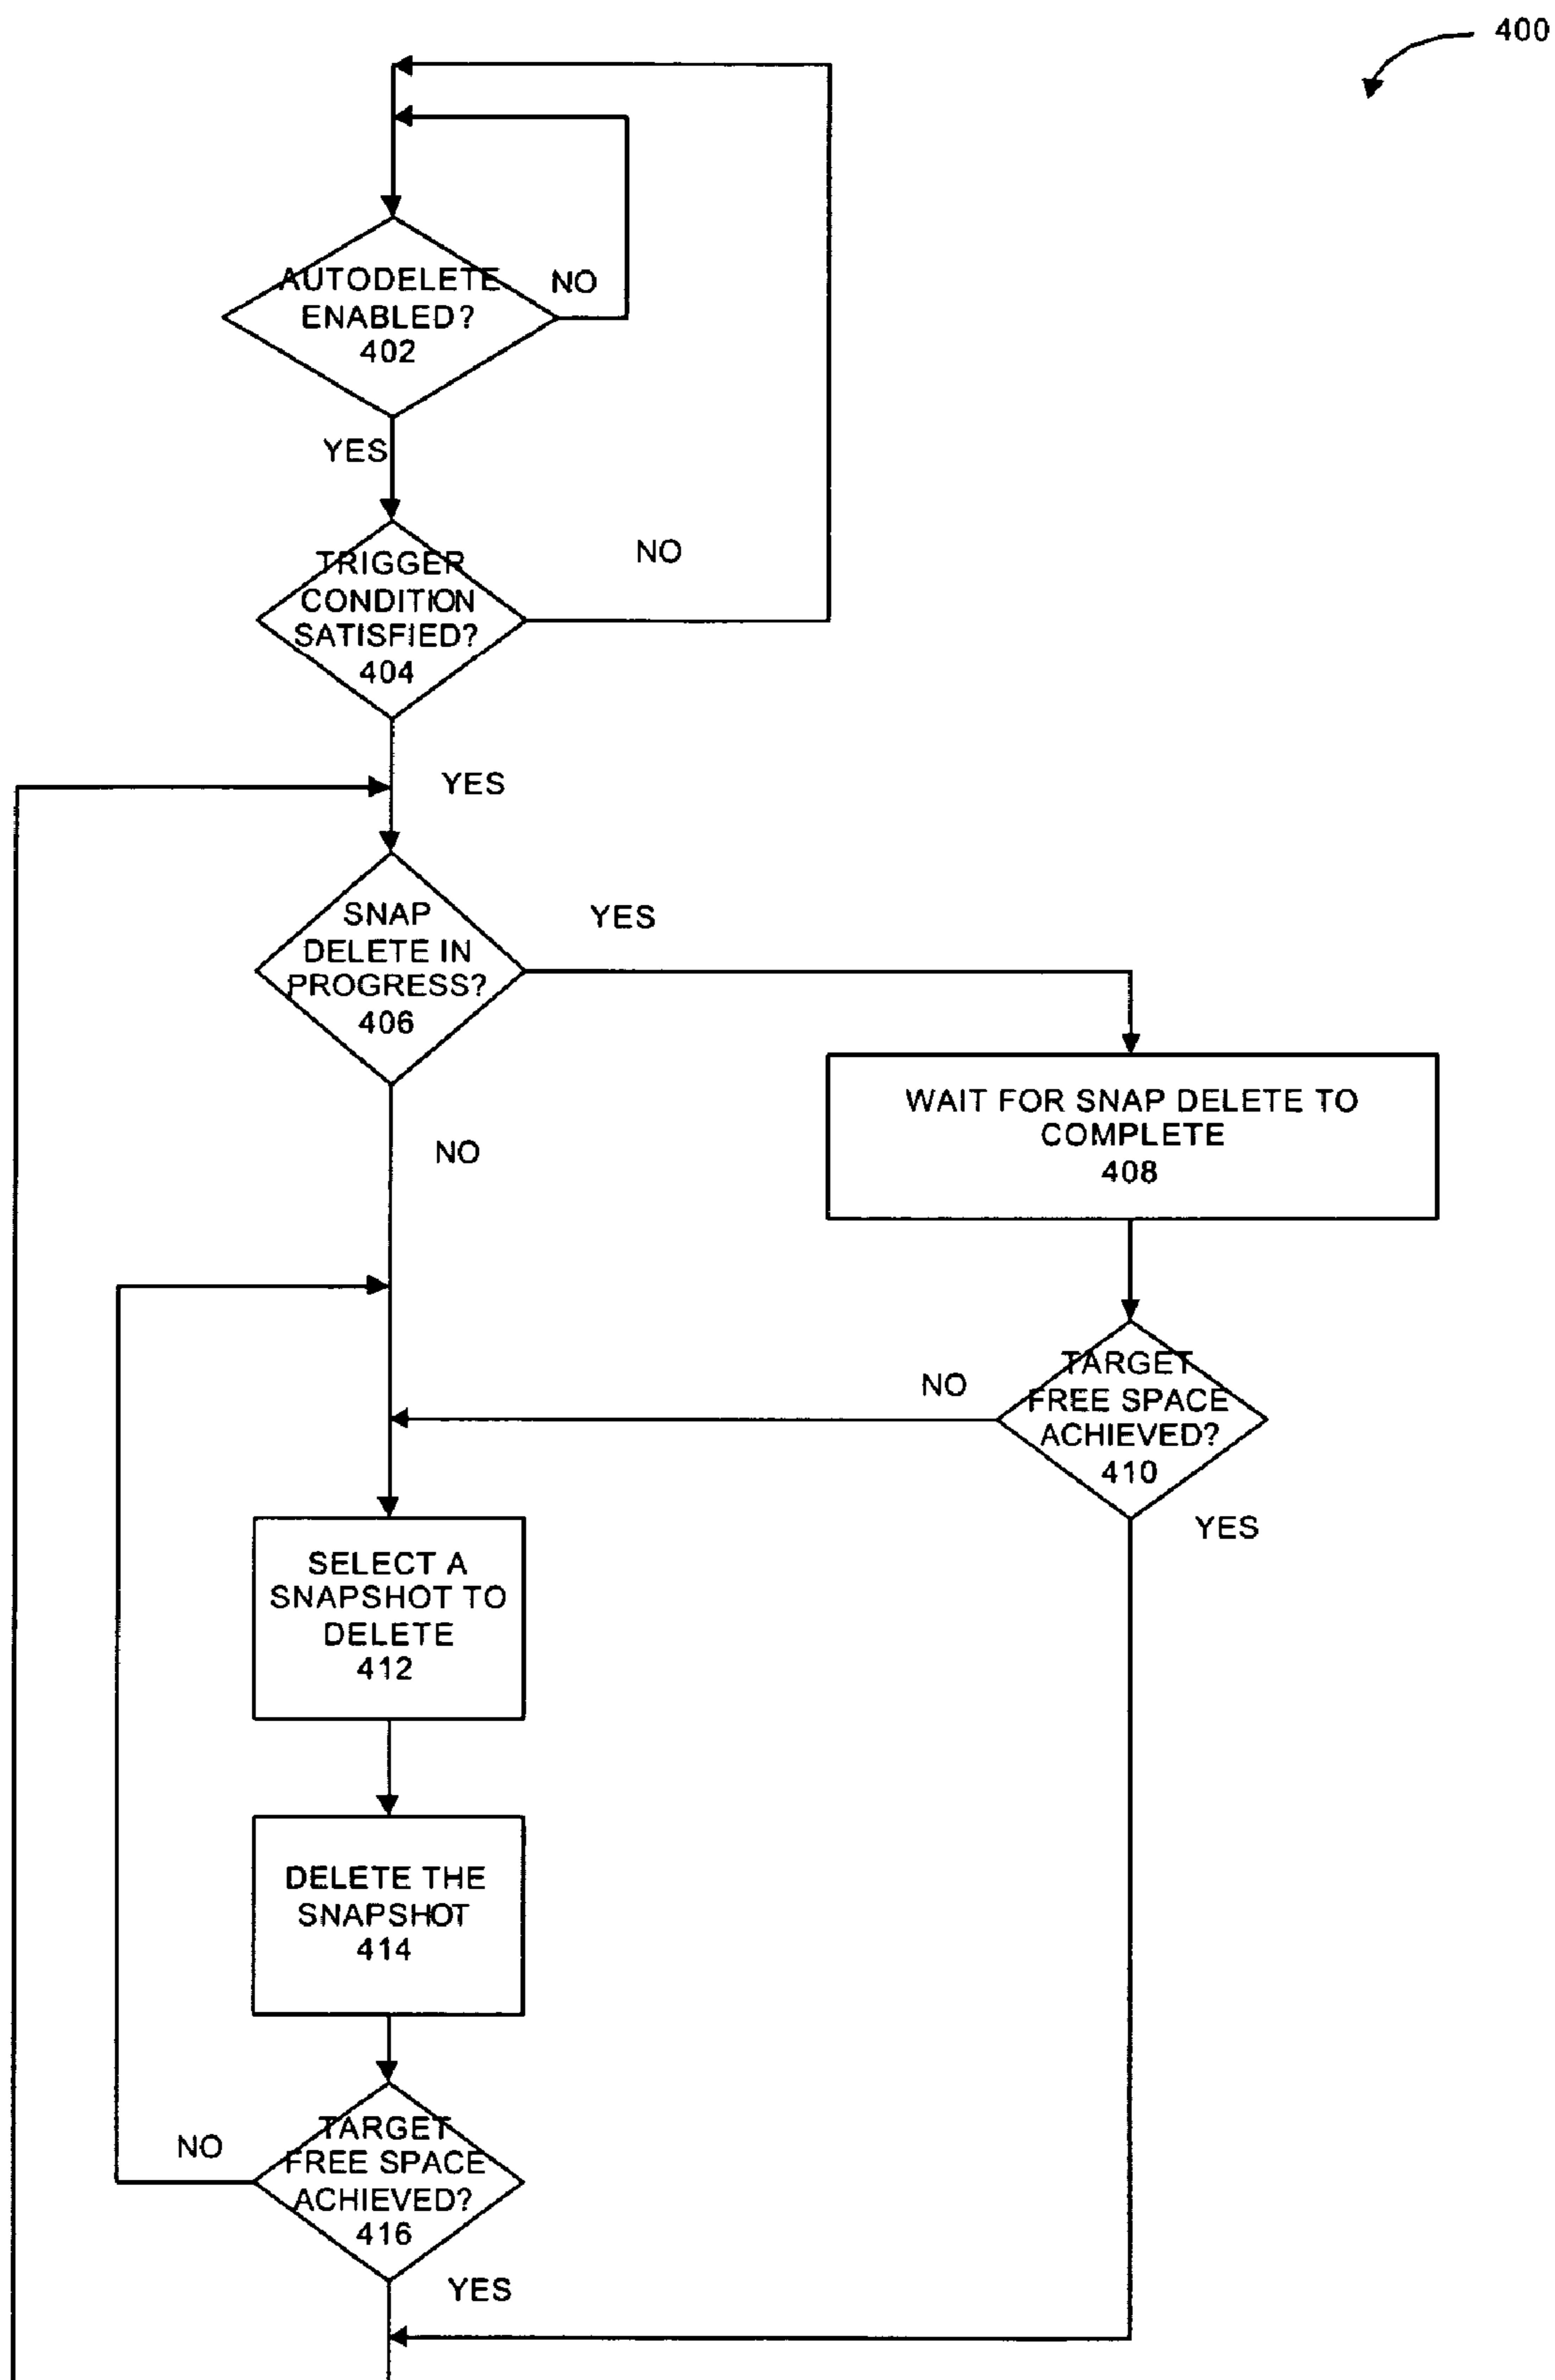 400
AUTODELETE
ENABLED?
402
NO
YES
TRIGGER
CONDITION
SATISFIED?
404
NO
YES
SNAP
DELETE IN
PROGRESS?
406
YES
WAIT FOR SNAP DELETE TO
COMPLETE
408
NO
TARGET
FREE SPACE
ACHIEVED?
410
NO
YES
SELECT A
SNAPSHOT TO
DELETE
412
DELETE THE
SNAPSHOT
414
TARGET
FREE SPACE
ACHIEVED?
416
NO
YES